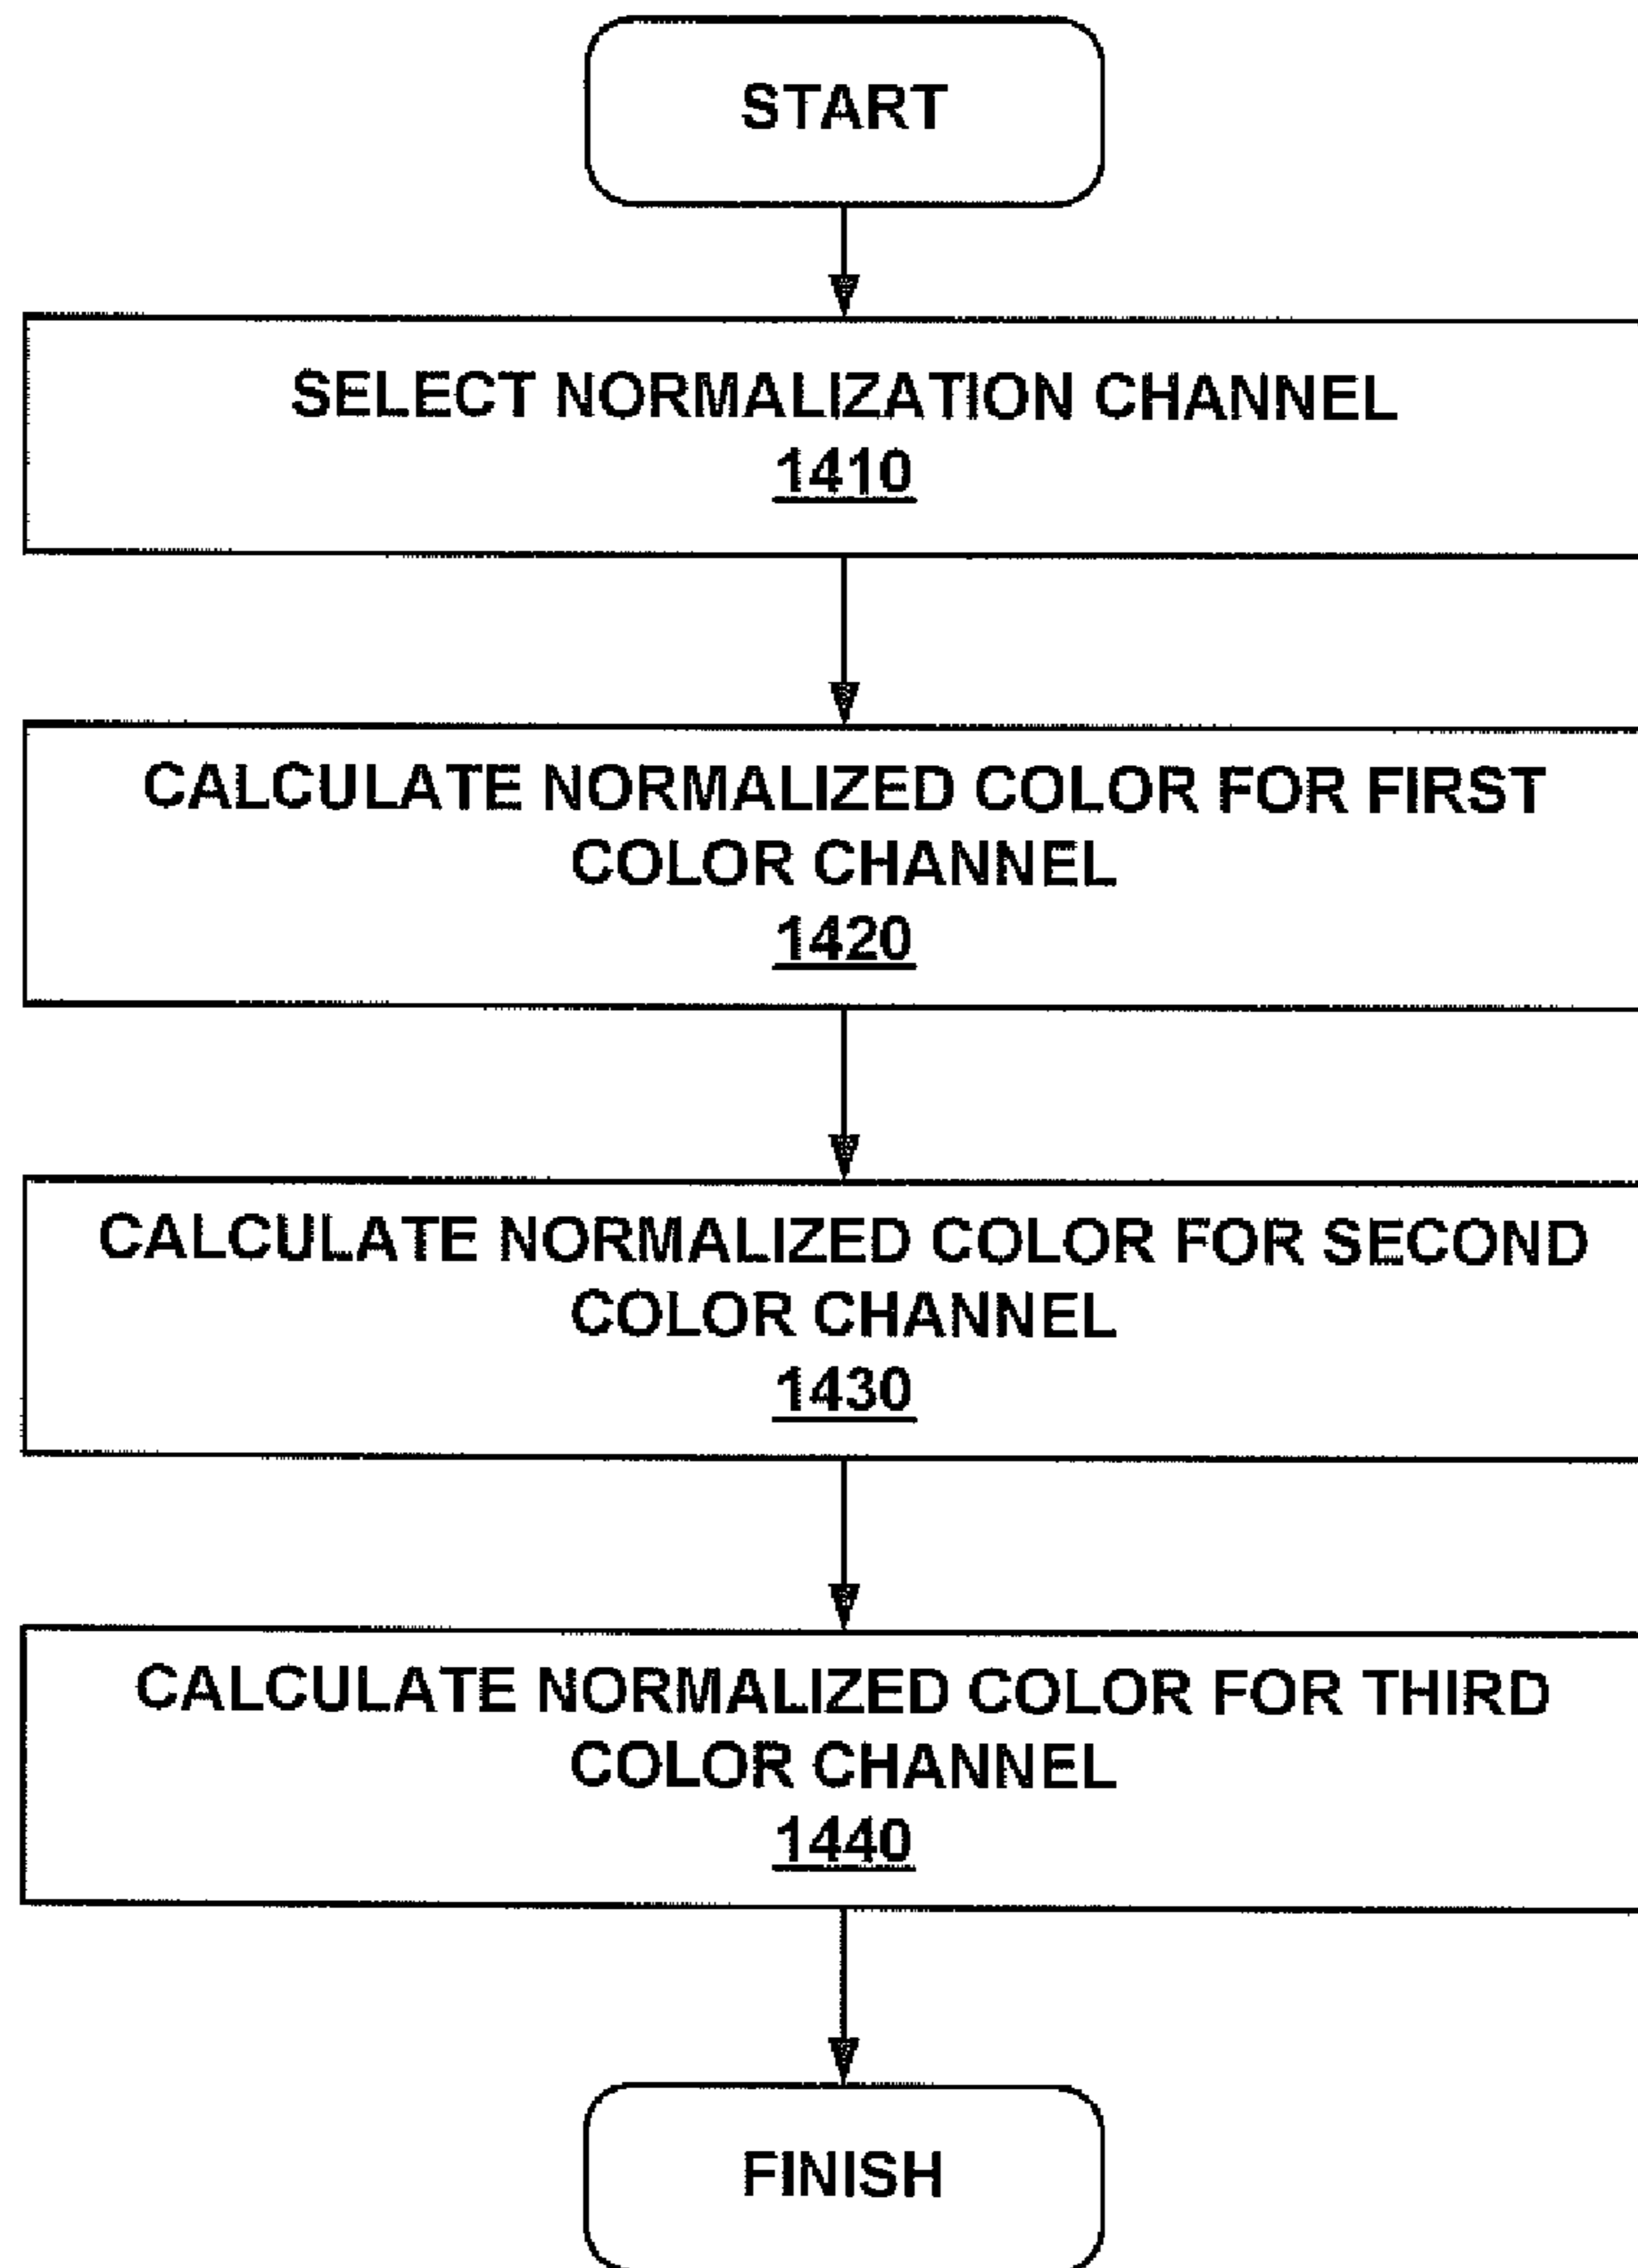 START
SELECT NORMALIZATION CHANNEL
1410
CALCULATE NORMALIZED COLOR FOR FIRST
COLOR CHANNEL
1420
CALCULATE NORMALIZED COLOR FOR SECOND
COLOR CHANNEL
1430
CALCULATE NORMALIZED COLOR FOR THIRD
COLOR CHANNEL
1440
FINISH